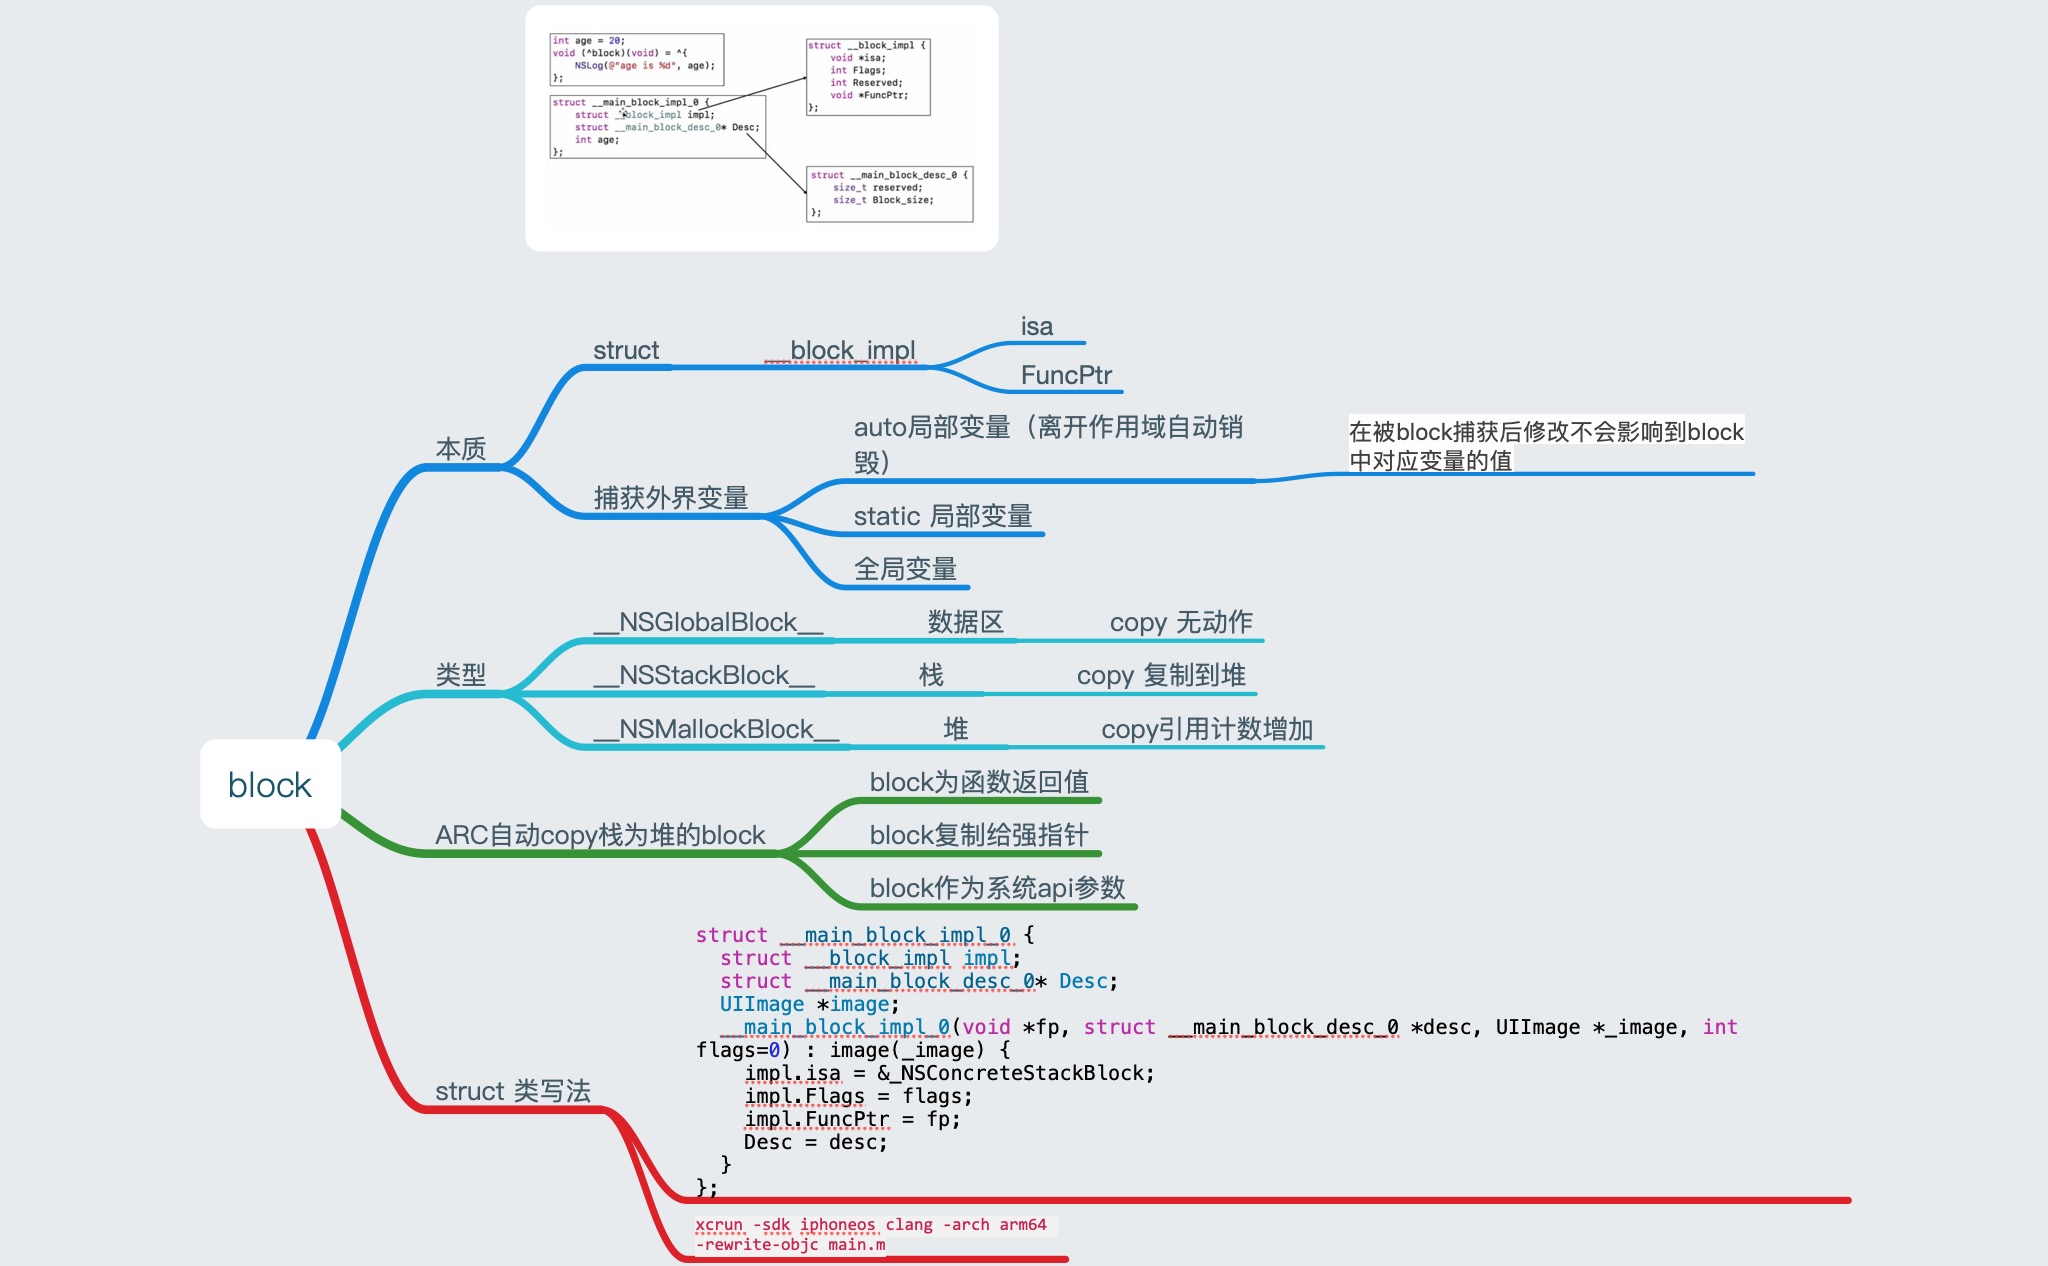 int age = 20;
void (^block)(void) = ^{
    NSLog(@"age is %d", age);
};
struct __main_block_impl_0 {
    struct __block_impl impl;
    struct __main_block_desc_0* Desc;
    int age;
};
struct __block_impl {
    void *isa;
    int Flags;
    int Reserved;
    void *FuncPtr;
};
struct __main_block_desc_0 {
    size_t reserved;
    size_t Block_size;
};
block
本质
struct
__block_impl
isa
FuncPtr
捕获外界变量
auto局部变量（离开作用域自动销
毁）
在被block捕获后修改不会影响到block
中对应变量的值
static 局部变量
全局变量
类型
__NSGlobalBlock__
数据区
copy 无动作
__NSStackBlock__
栈
copy 复制到堆
__NSMallockBlock__
堆
copy引用计数增加
ARC自动copy栈为堆的block
block为函数返回值
block复制给强指针
block作为系统api参数
struct 类写法
struct __main_block_impl_0 {
  struct __block_impl impl;
  struct __main_block_desc_0* Desc;
  UIImage *image;
  __main_block_impl_0(void *fp, struct __main_block_desc_0 *desc, UIImage *_image, int
flags=0) : image(_image) {
    impl.isa = &_NSConcreteStackBlock;
    impl.Flags = flags;
    impl.FuncPtr = fp;
    Desc = desc;
  }
};
xcrun -sdk iphoneos clang -arch arm64
-rewrite-objc main.m